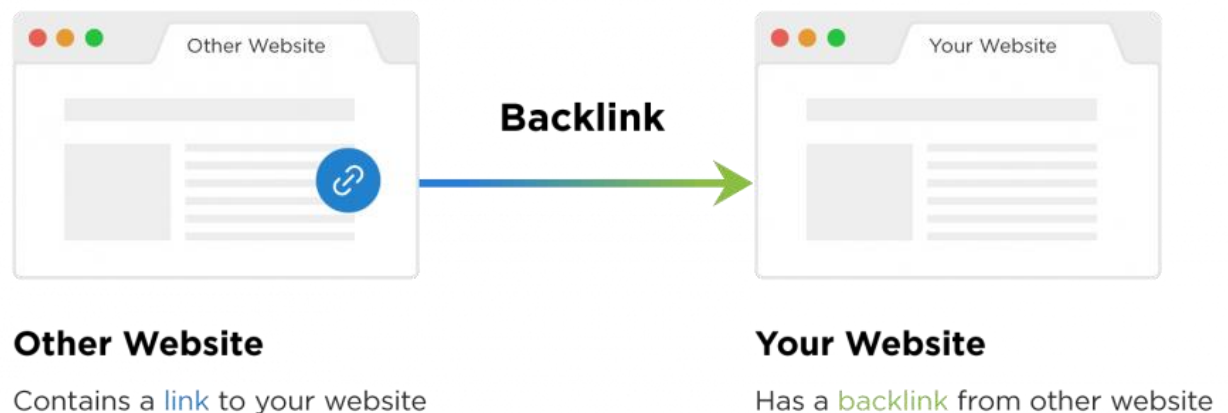 Other Website
Your Website
Backlink
Other Website
Your Website
Contains a link to your website
Has a backlink from other website